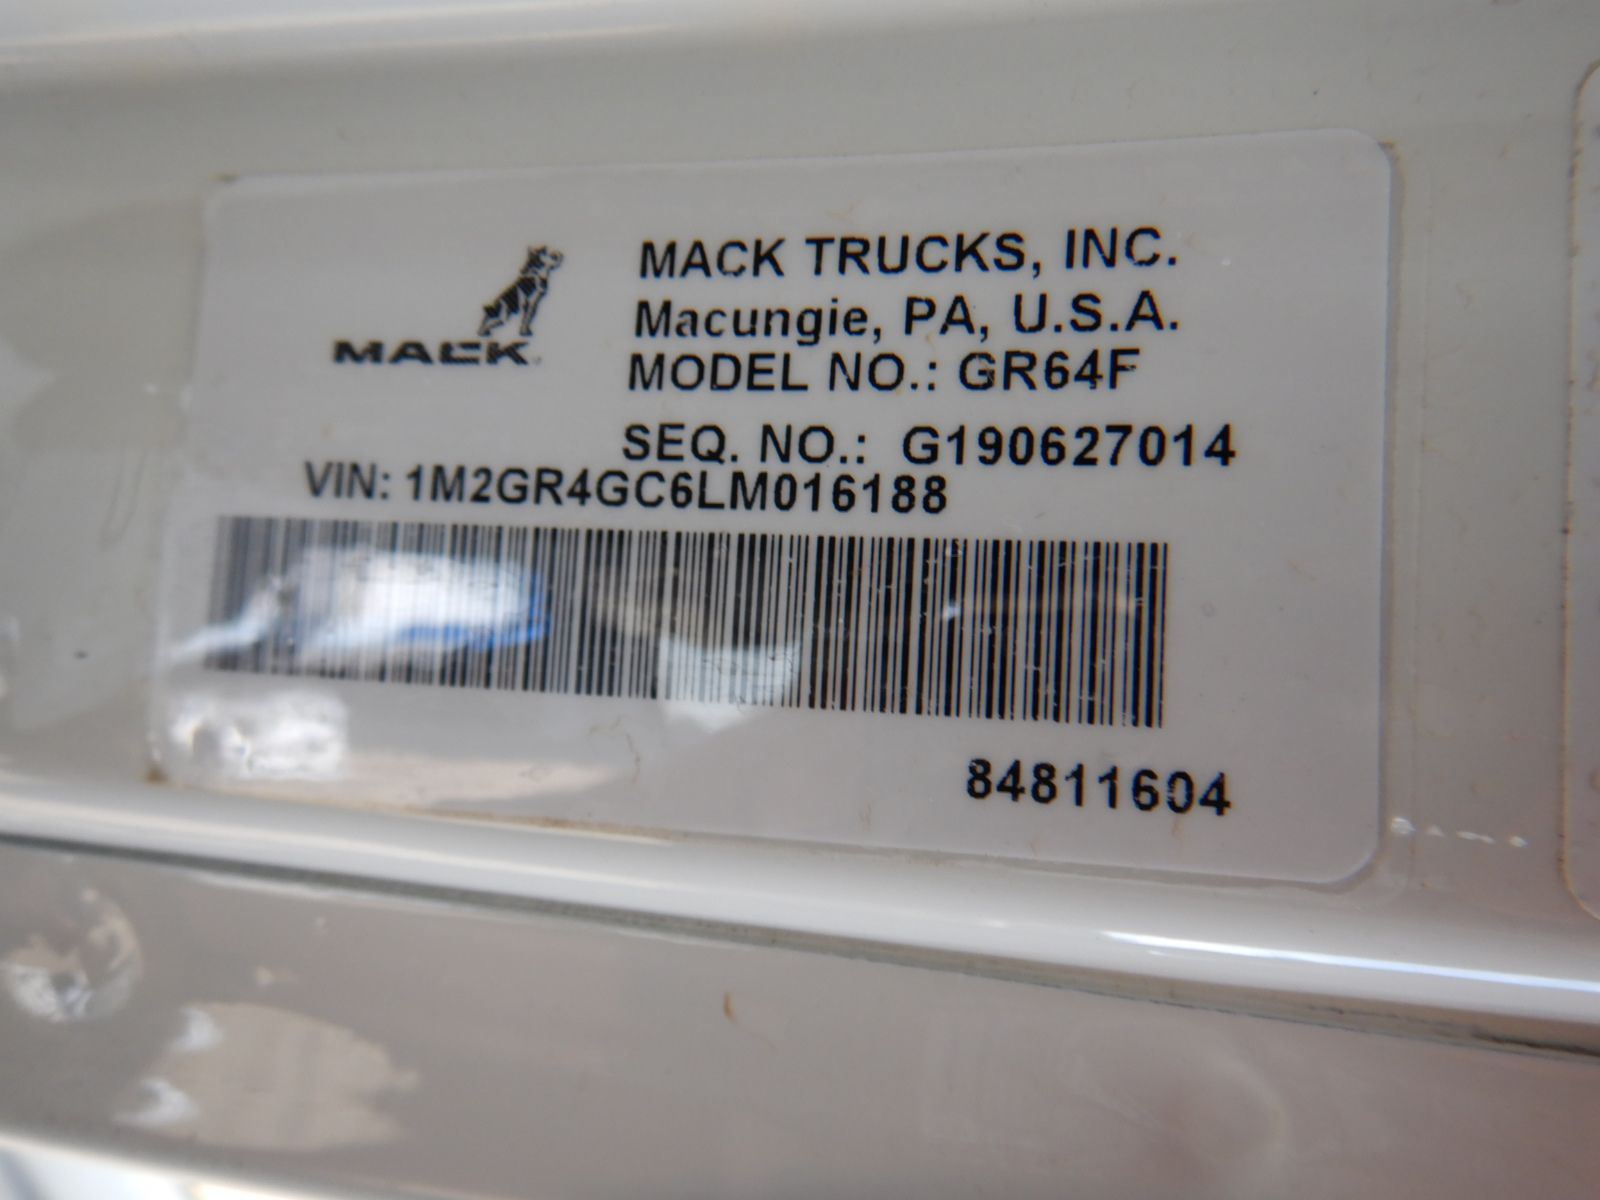 MACK
MACK TRUCKS, INC.
Macungie, PA, U.S.A.
MODEL NO.: GR64F
SEQ. NO.: G190627014
VIN: 1M2GR4GC6LM016188
84811604